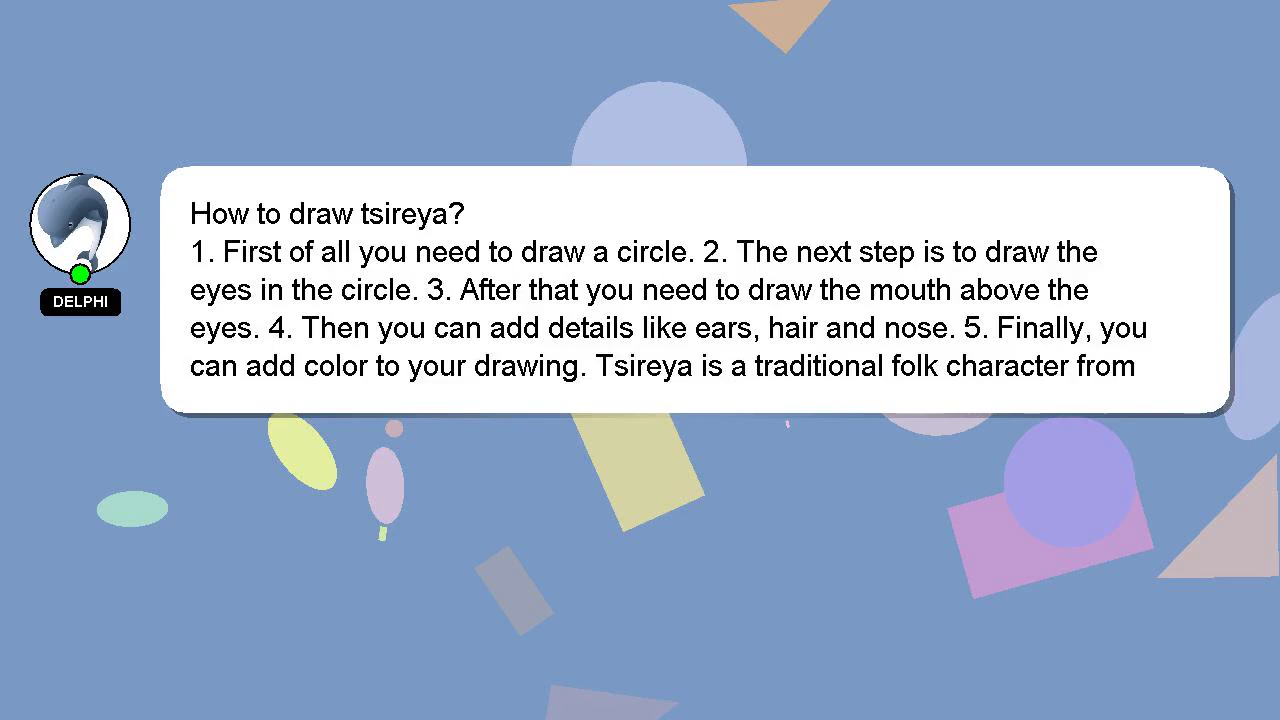 How to draw tsireya?
1. First of all you need to draw a circle. 2. The next step is to draw the
eyes in the circle. 3. After that you need to draw the mouth above the
eyes. 4. Then you can add details like ears, hair and nose. 5. Finally, you
can add color to your drawing. Tsireya is a traditional folk character from
DELPHI